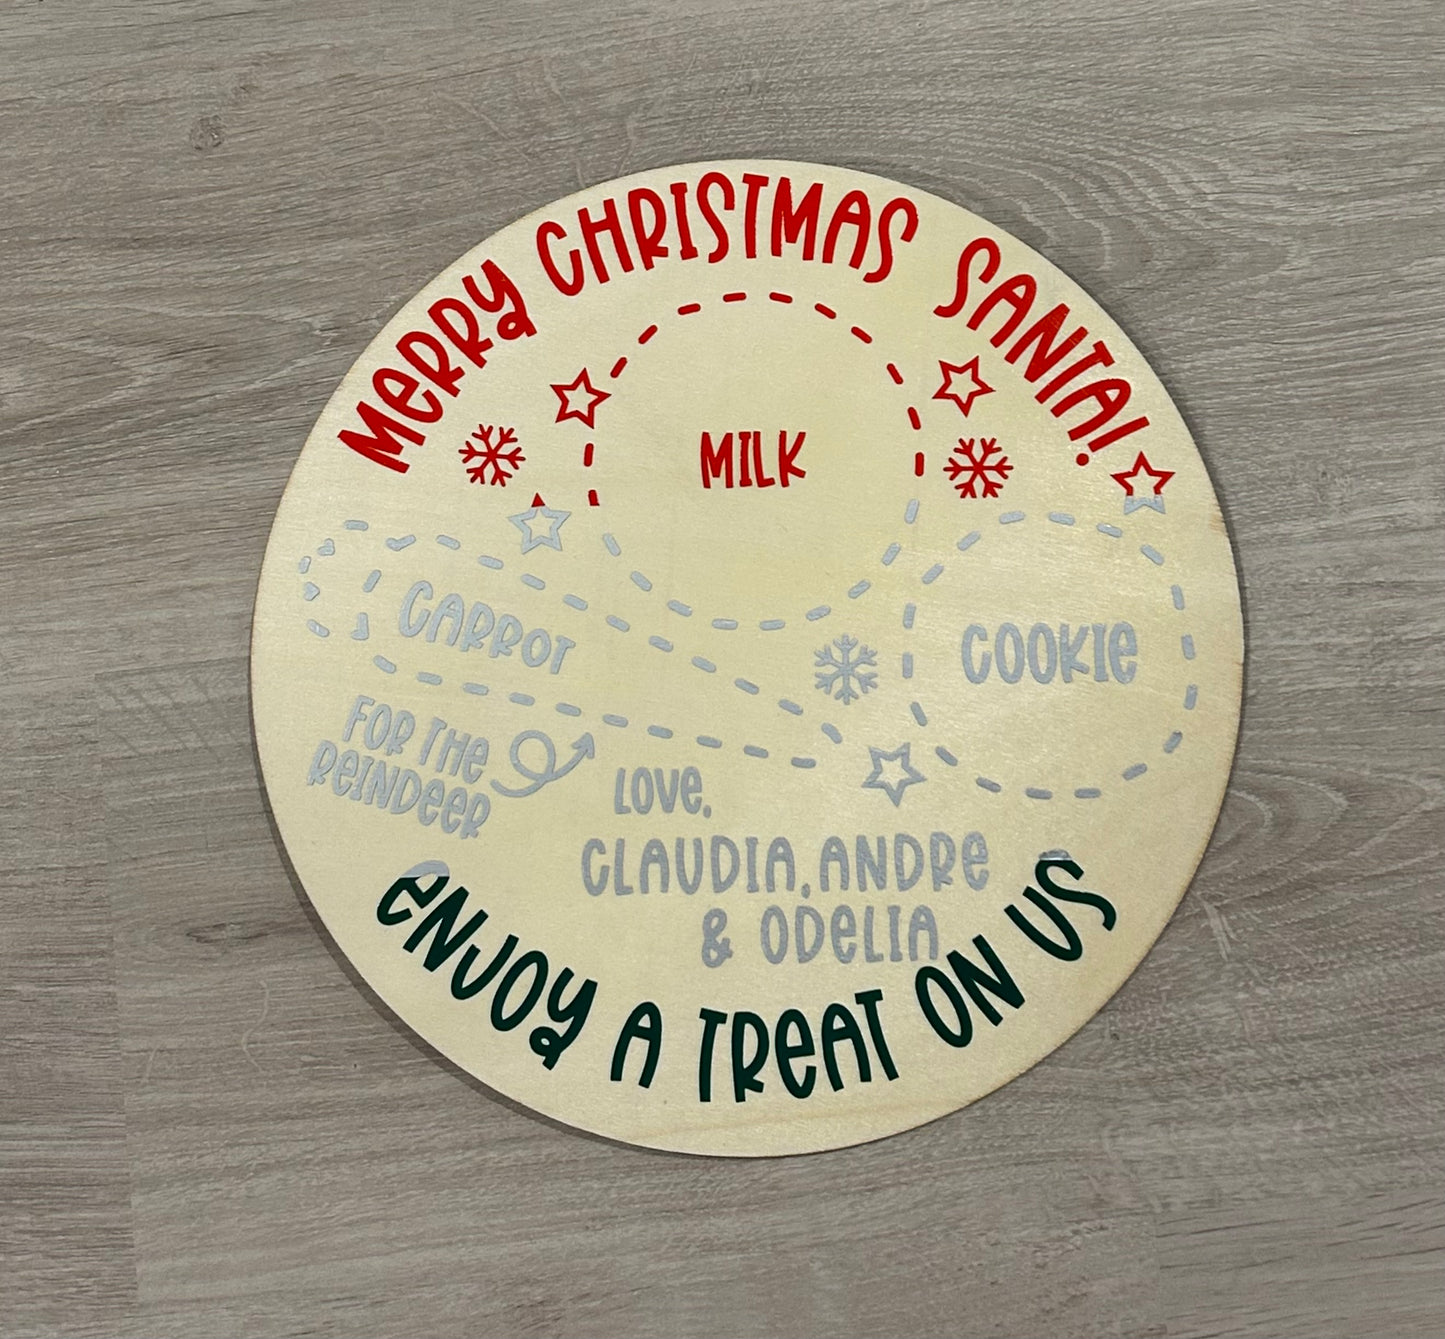 MERRY CHRISTMAS SANTA!
MILK
CARROT
COOKIE
FOR THE
REINDEER
LOVE,
CLAUDIA, ANDRE
& ODELIA
ENJOY A TREAT ON US